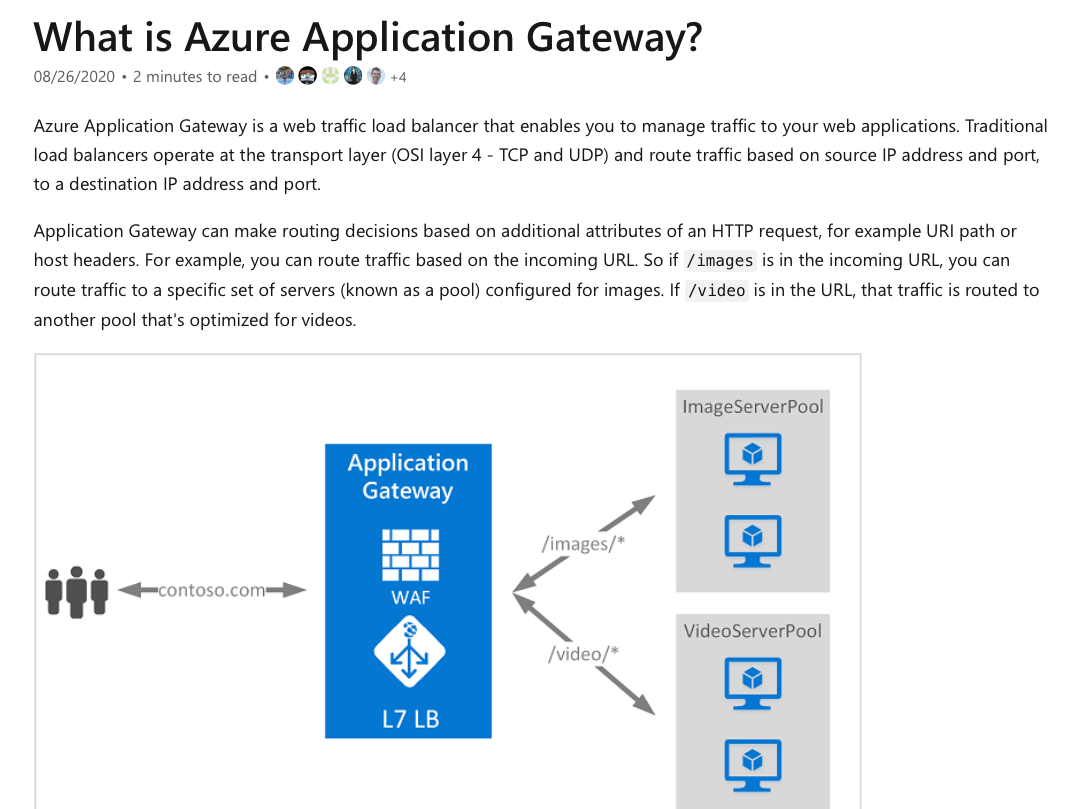 What is Azure Application Gateway?
08/26/2020 • 2 minutes to read • +4
Azure Application Gateway is a web traffic load balancer that enables you to manage traffic to your web applications. Traditional
load balancers operate at the transport layer (OSI layer 4 - TCP and UDP) and route traffic based on source IP address and port,
to a destination IP address and port.
Application Gateway can make routing decisions based on additional attributes of an HTTP request, for example URI path or
host headers. For example, you can route traffic based on the incoming URL. So if /images is in the incoming URL, you can
route traffic to a specific set of servers (known as a pool) configured for images. If /video is in the URL, that traffic is routed to
another pool that's optimized for videos.
ImageServerPool
Application
Gateway
/images/*
contoso.com
WAF
VideoServerPool
/video/*
L7 LB